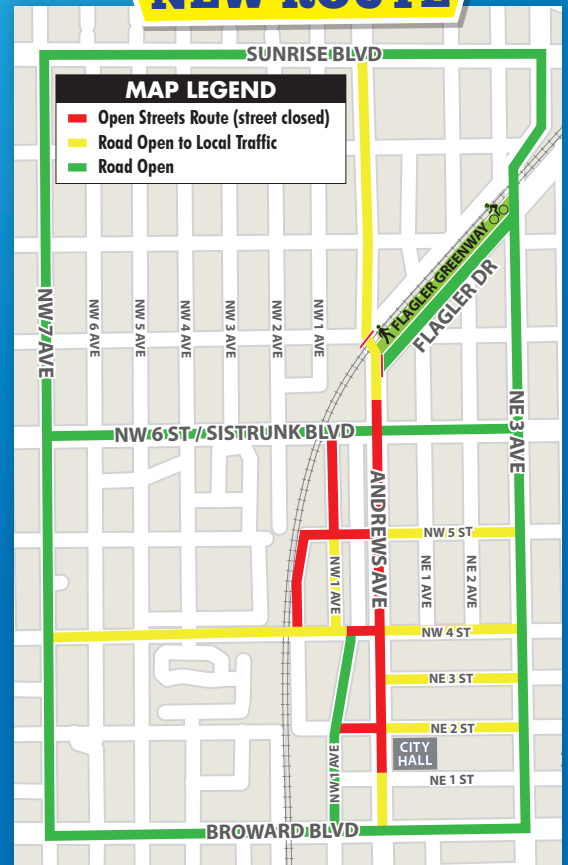 NEW ROUTE
SUNRISE BLVD
MAP LEGEND
Open Streets Route (street closed)
Road Open to Local Traffic
Road Open
FLAGLER GREENWAY
FLAGLER DR
NW 7 AVE
NW 6 AVE
NW 5 AVE
NW 4 AVE
NW 3 AVE
NW 2 AVE
NW 1 AVE
NE 3 AVE
NW 6 ST / SISTRUNK BLVD
ANDREWS AVE
NW 5 ST
NW 1 AVE
NE 1 AVE
NE 2 AVE
NW 4 ST
NE 3 ST
NE 2 ST
CITY
HALL
NW 1 AVE
NE 1 ST
BROWARD BLVD